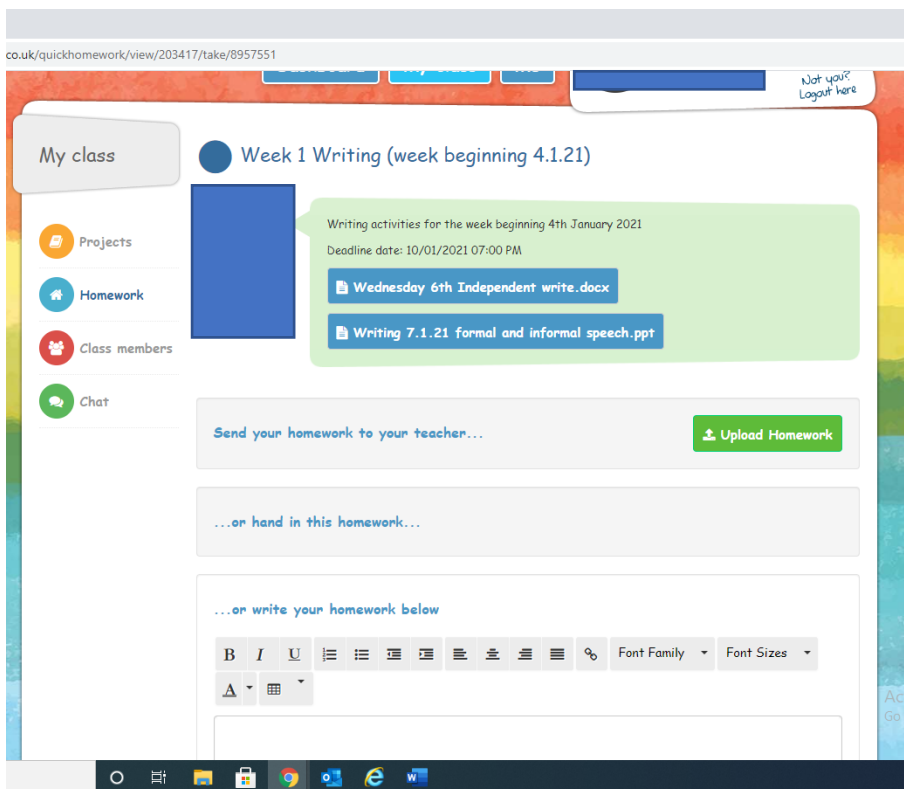 co.uk/quickhomework/view/203417/take/8957551
Not you?
Logout here
My class
Week 1 Writing (week beginning 4.1.21)
Writing activities for the week beginning 4th January 2021
Deadline date: 10/01/2021 07:00 PM
Wednesday 6th Independent write.docx
Writing 7.1.21 formal and informal speech.ppt
Projects
Homework
Class members
Chat
Send your homework to your teacher...
Upload Homework
...or hand in this homework...
...or write your homework below
B I U Font Family Font Sizes
A